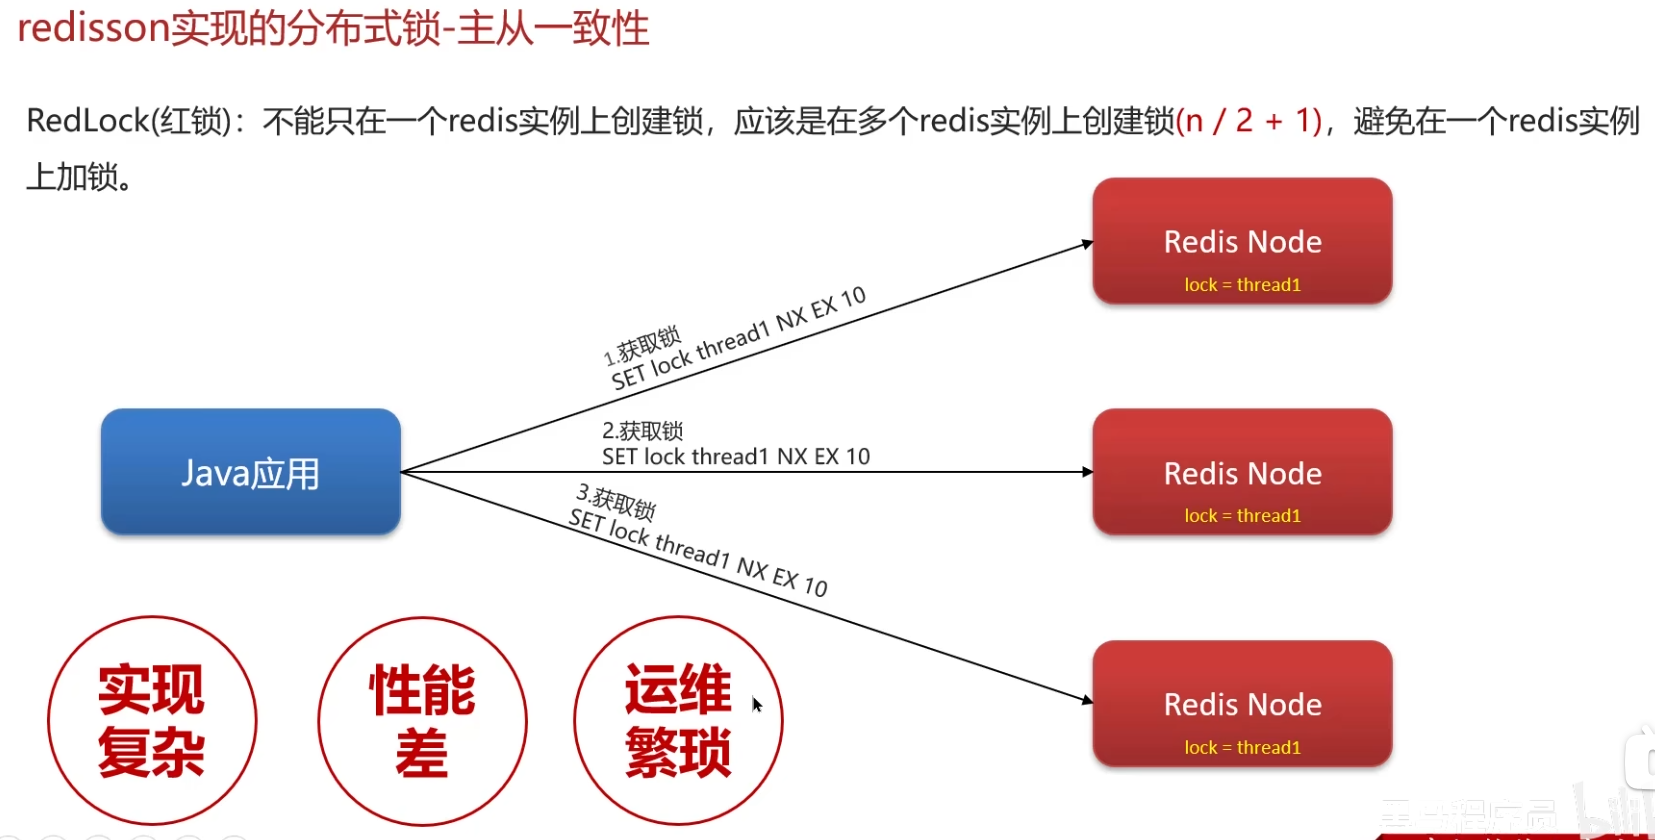 redisson实现的分布式锁-主从一致性
RedLock(红锁)：不能只在一个redis实例上创建锁，应该是在多个redis实例上创建锁(n / 2 + 1)，避免在一个redis实例
上加锁。
Redis Node
lock = thread1
1.获取锁
SET lock thread1 NX EX 10
Java应用
2.获取锁
SET lock thread1 NX EX 10
Redis Node
lock = thread1
3.获取锁
SET lock thread1 NX EX 10
Redis Node
lock = thread1
实现
复杂
性能
差
运维
繁琐